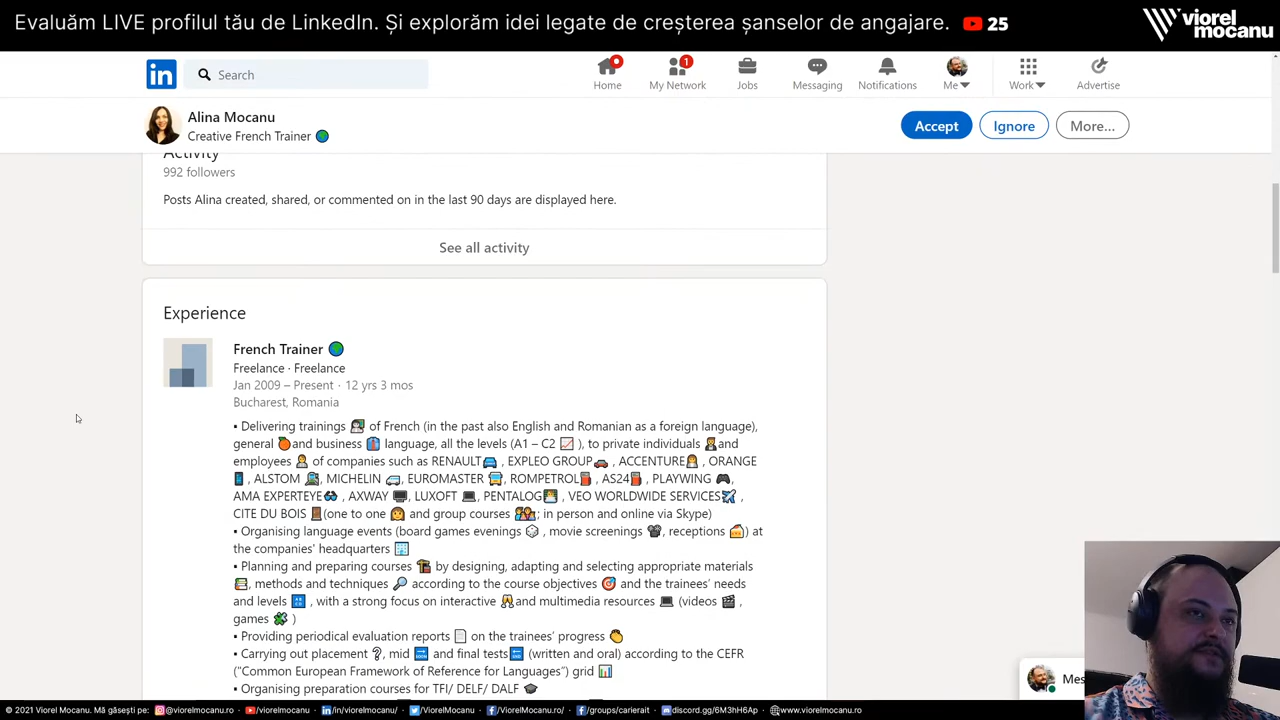 Evaluăm LIVE profilul tău de LinkedIn. Și explorăm idei legate de creșterea șanselor de angajare. 25
viorel mocanu
in Search
1
Home My Network Jobs Messaging Notifications Me Work Advertise
Alina Mocanu
Creative French Trainer
Accept Ignore More...
Activity
992 followers
Posts Alina created, shared, or commented on in the last 90 days are displayed here.
See all activity
Experience
French Trainer
Freelance · Freelance
Jan 2009 – Present · 12 yrs 3 mos
Bucharest, Romania
▪ Delivering trainings of French (in the past also English and Romanian as a foreign language),
general and business language, all the levels (A1 – C2 ), to private individuals and
employees of companies such as RENAULT , EXPLEO GROUP , ACCENTURE , ORANGE
, ALSTOM , MICHELIN , EUROMASTER , ROMPETROL , AS24 , PLAYWING ,
AMA EXPERTEYE , AXWAY , LUXOFT , PENTALOG , VEO WORLDWIDE SERVICES ,
CITE DU BOIS (one to one and group courses ; in person and online via Skype)
▪ Organising language events (board games evenings , movie screenings , receptions ) at
the companies' headquarters
▪ Planning and preparing courses by designing, adapting and selecting appropriate materials
, methods and techniques according to the course objectives and the trainees' needs
and levels , with a strong focus on interactive and multimedia resources (videos ,
games )
▪ Providing periodical evaluation reports on the trainees' progress
▪ Carrying out placement , mid and final tests (written and oral) according to the CEFR
("Common European Framework of Reference for Languages") grid
▪ Organising preparation courses for TFI/ DELF/ DALF
Mes
© 2021 Viorel Mocanu. Mă găsești pe: @viorelmocanu.ro / /viorelmocanu / in/viorelmocanu/ / /ViorelMocanu / /ViorelMocanu.ro/ / /groups/carierait / discord.gg/6M3hH6Ap / www.viorelmocanu.ro